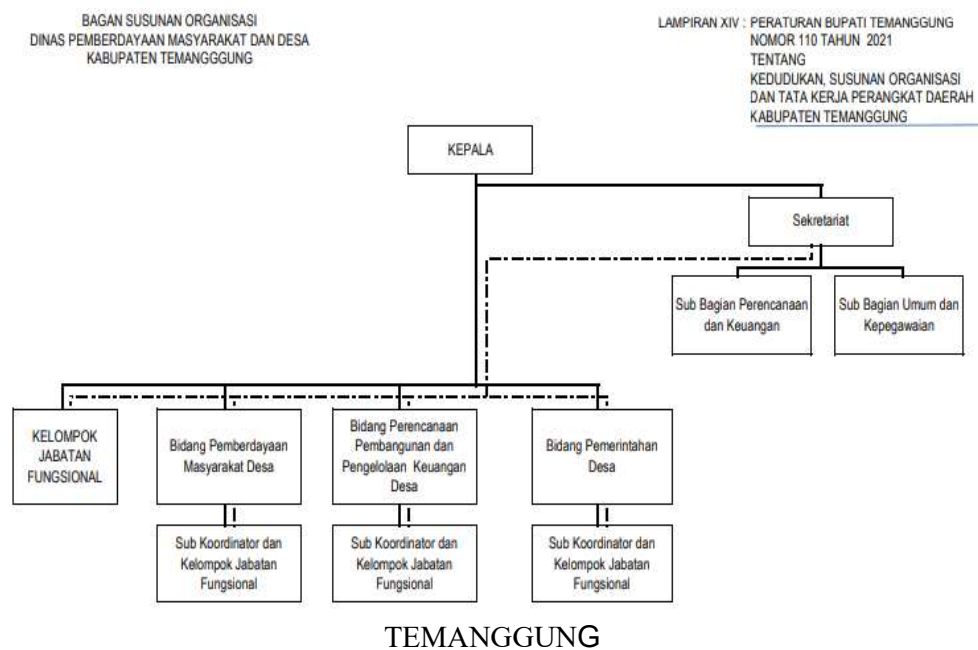 BAGAN SUSUNAN ORGANISASI
DINAS PEMBERDAYAAN MASYARAKAT DAN DESA
KABUPATEN TEMANGGGUNG
LAMPIRAN XIV : PERATURAN BUPATI TEMANGGUNG
NOMOR 110 TAHUN 2021
TENTANG
KEDUDUKAN, SUSUNAN ORGANISASI
DAN TATA KERJA PERANGKAT DAERAH
KABUPATEN TEMANGGUNG
KEPALA
Sekretariat
Sub Bagian Perencanaan
dan Keuangan
Sub Bagian Umum dan
Kepegawaian
KELOMPOK
JABATAN
FUNGSIONAL
Bidang Pemberdayaan
Masyarakat Desa
Bidang Perencanaan
Pembangunan dan
Pengelolaan Keuangan
Desa
Bidang Pemerintahan
Desa
Sub Koordinator dan
Kelompok Jabatan
Fungsional
Sub Koordinator dan
Kelompok Jabatan
Fungsional
Sub Koordinator dan
Kelompok Jabatan
Fungsional
TEMANGGUNG